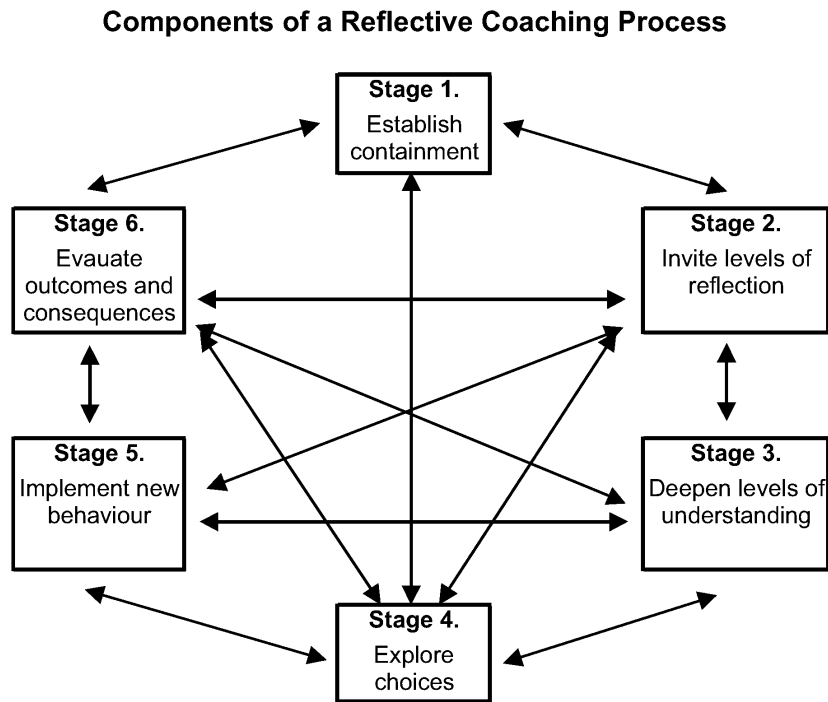 Components of a Reflective Coaching Process
Stage 1.
Establish
containment
Stage 2.
Invite levels of
reflection
Stage 3.
Deepen levels of
understanding
Stage 4.
Explore
choices
Stage 5.
Implement new
behaviour
Stage 6.
Evauate
outcomes and
consequences